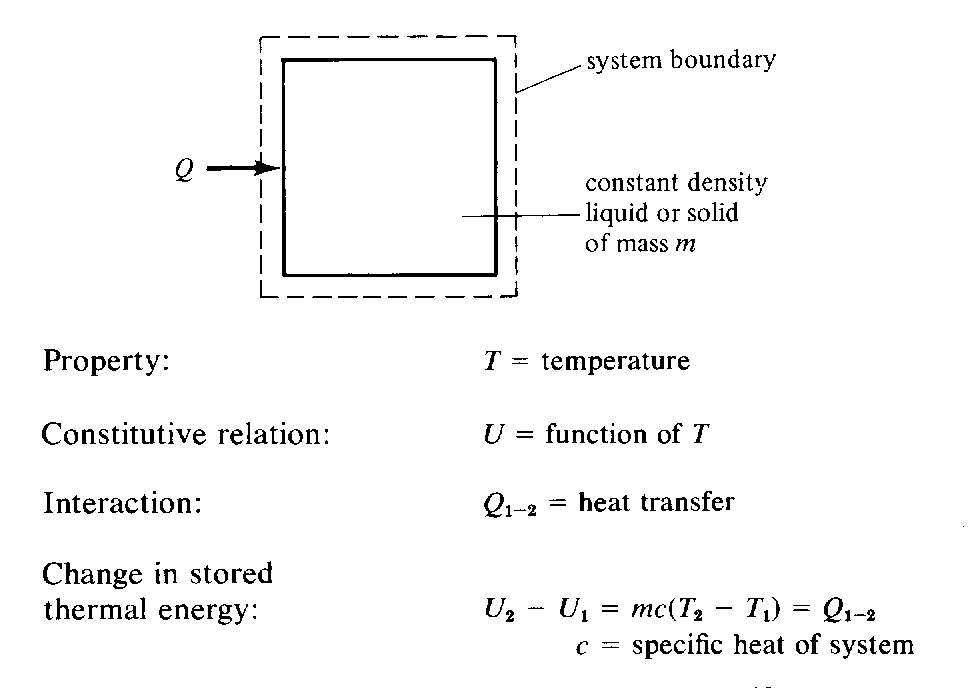 system boundary
Q
constant density
liquid or solid
of mass m
Property: T = temperature
Constitutive relation: U = function of T
Interaction: Q₁₋₂ = heat transfer
Change in stored
thermal energy: U₂ − U₁ = mc(T₂ − T₁) = Q₁₋₂
c = specific heat of system